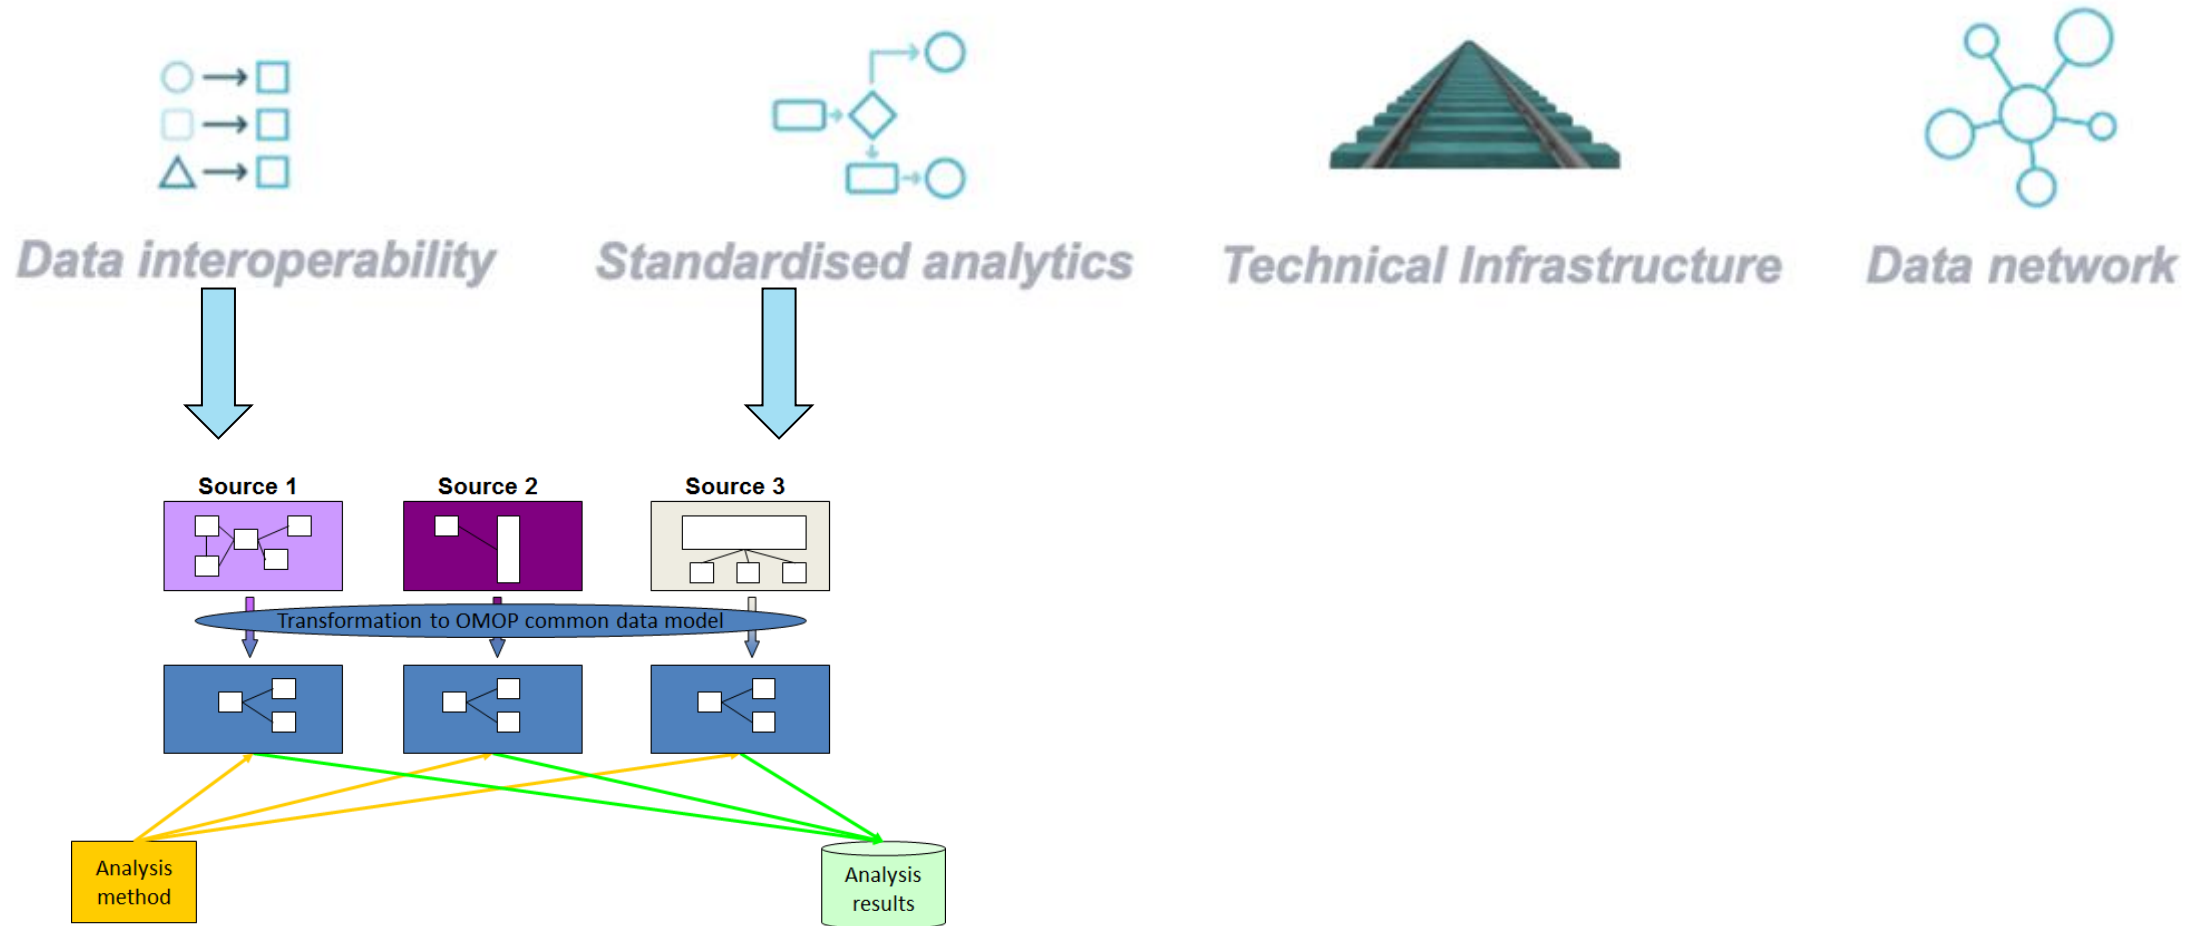 Data interoperability
Standardised analytics
Technical Infrastructure
Data network
Source 1
Source 2
Source 3
Transformation to OMOP common data model
Analysis
method
Analysis
results